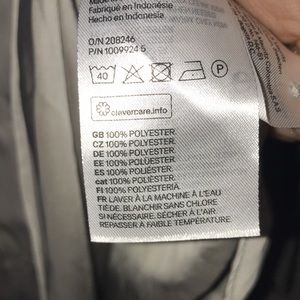 Fabriqué en Indonésie
Hecho en Indonesia
O/N 208246
P/N 1009924 5
40
clevercare.info
GB 100% POLYESTER.
CZ 100% POLYESTER.
DE 100% POLYESTER.
EE 100% POLÜESTER.
ES 100% POLIÉSTER.
cat 100% POLIÈSTER.
FI 100% POLYESTERIA.
FR LAVER À LA MACHINE À L'EAU
TIÈDE. BLANCHIR SANS CHLORE
SI NÉCESSAIRE. SÉCHER À L'AIR.
REPASSER À FAIBLE TEMPÉRATURE.